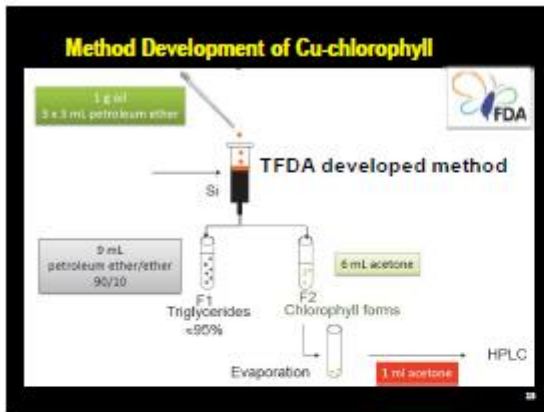 Method Development of Cu-chlorophyll
1 g oil
3 x 3 mL petroleum ether
FDA
TFDA developed method
Si
9 mL
petroleum ether/ether
90/10
6 mL acetone
F1
Triglycerides
≈95%
F2
Chlorophyll forms
Evaporation
1 ml acetone
HPLC